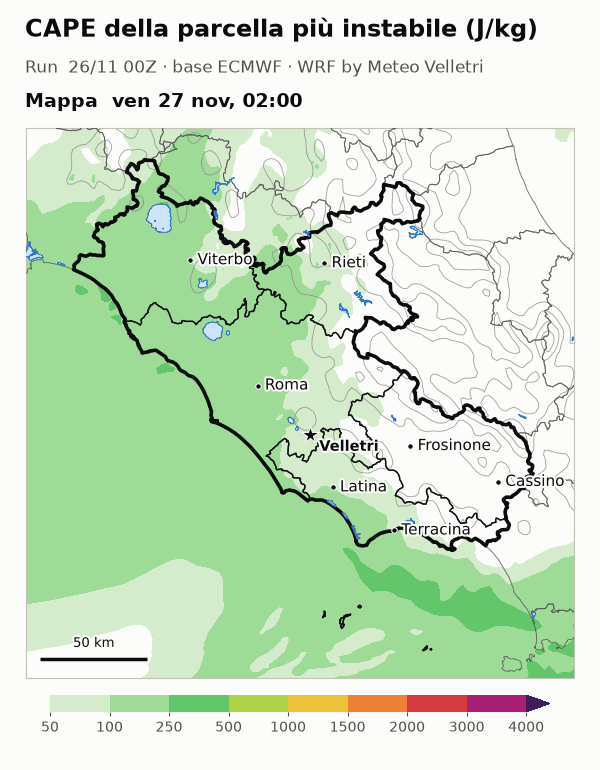 CAPE della parcella più instabile (J/kg)
Run  26/11 00Z · base ECMWF · WRF by Meteo Velletri
Mappa  ven 27 nov, 02:00
Viterbo
Rieti
Roma
Velletri
Frosinone
Latina
Cassino
Terracina
50 km
50 100 250 500 1000 1500 2000 3000 4000